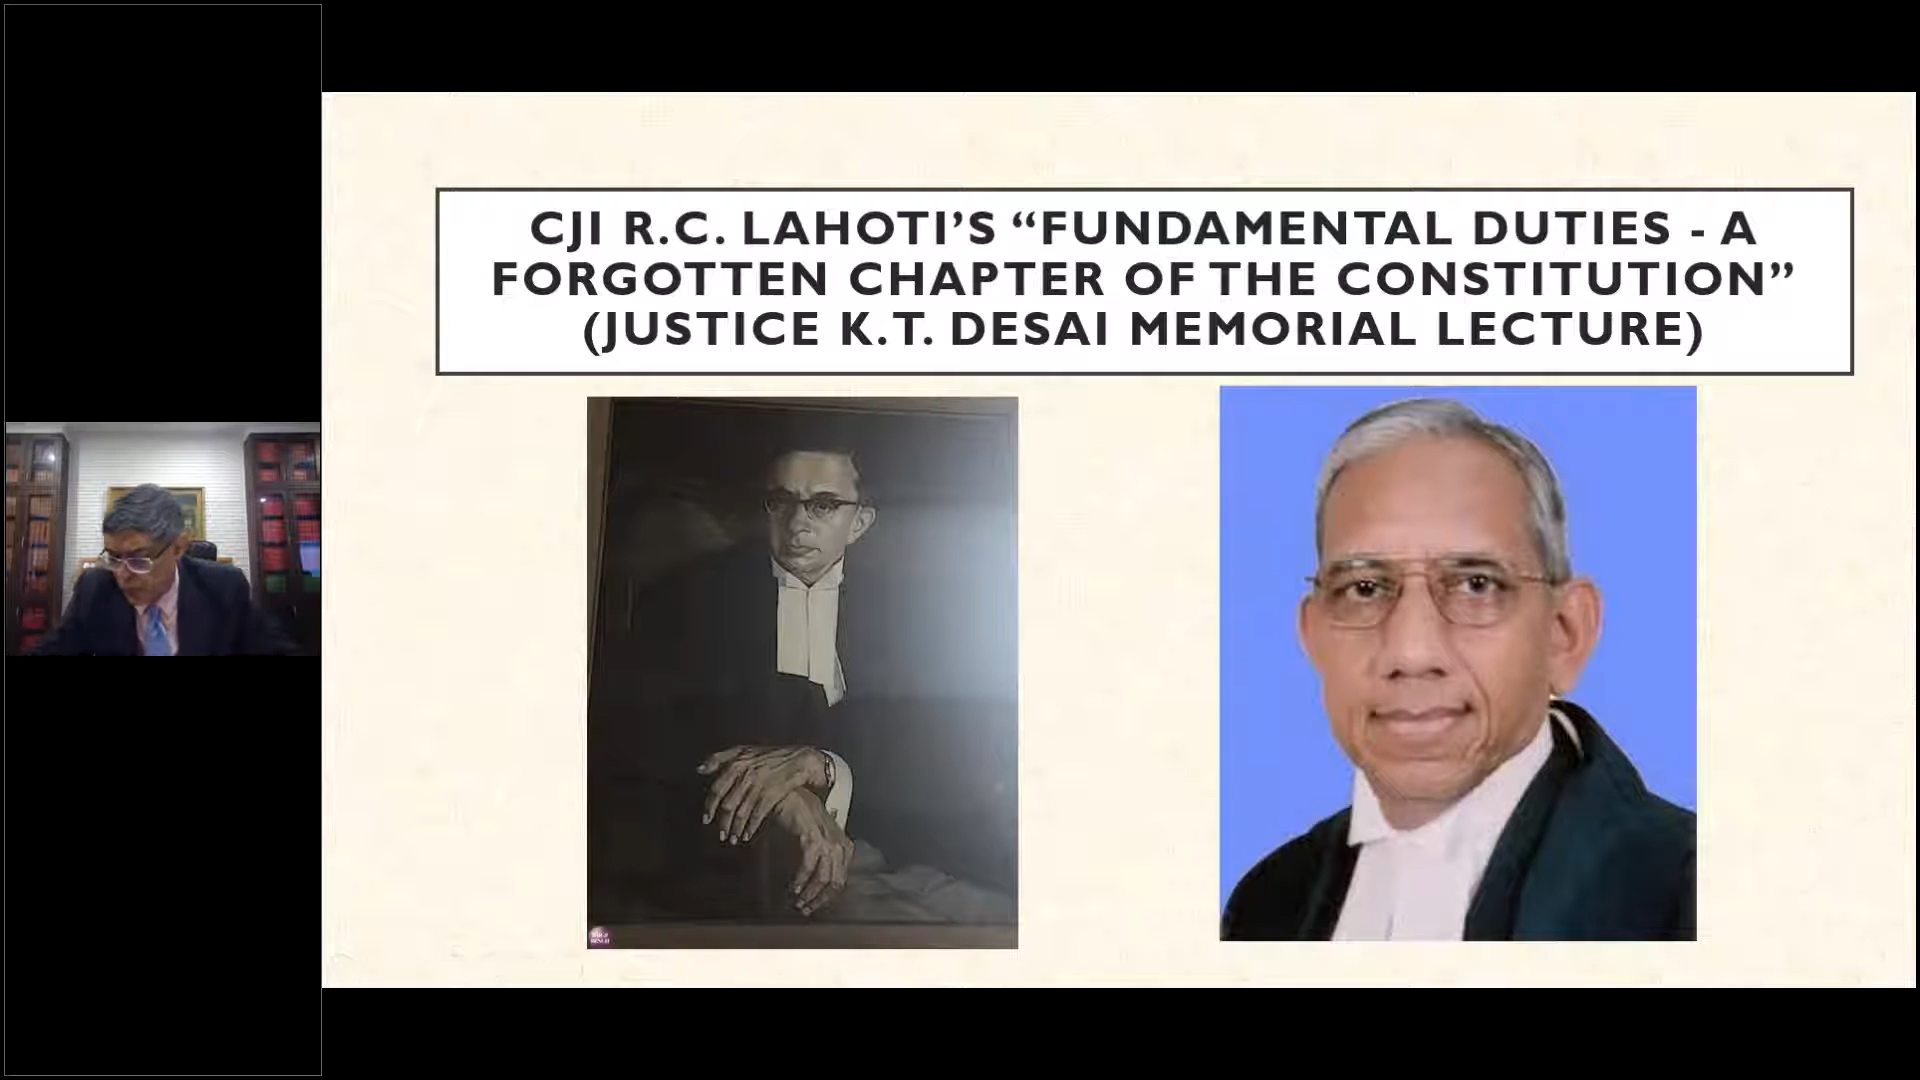 CJI R.C. LAHOTI’S “FUNDAMENTAL DUTIES - A
FORGOTTEN CHAPTER OF THE CONSTITUTION”
(JUSTICE K.T. DESAI MEMORIAL LECTURE)